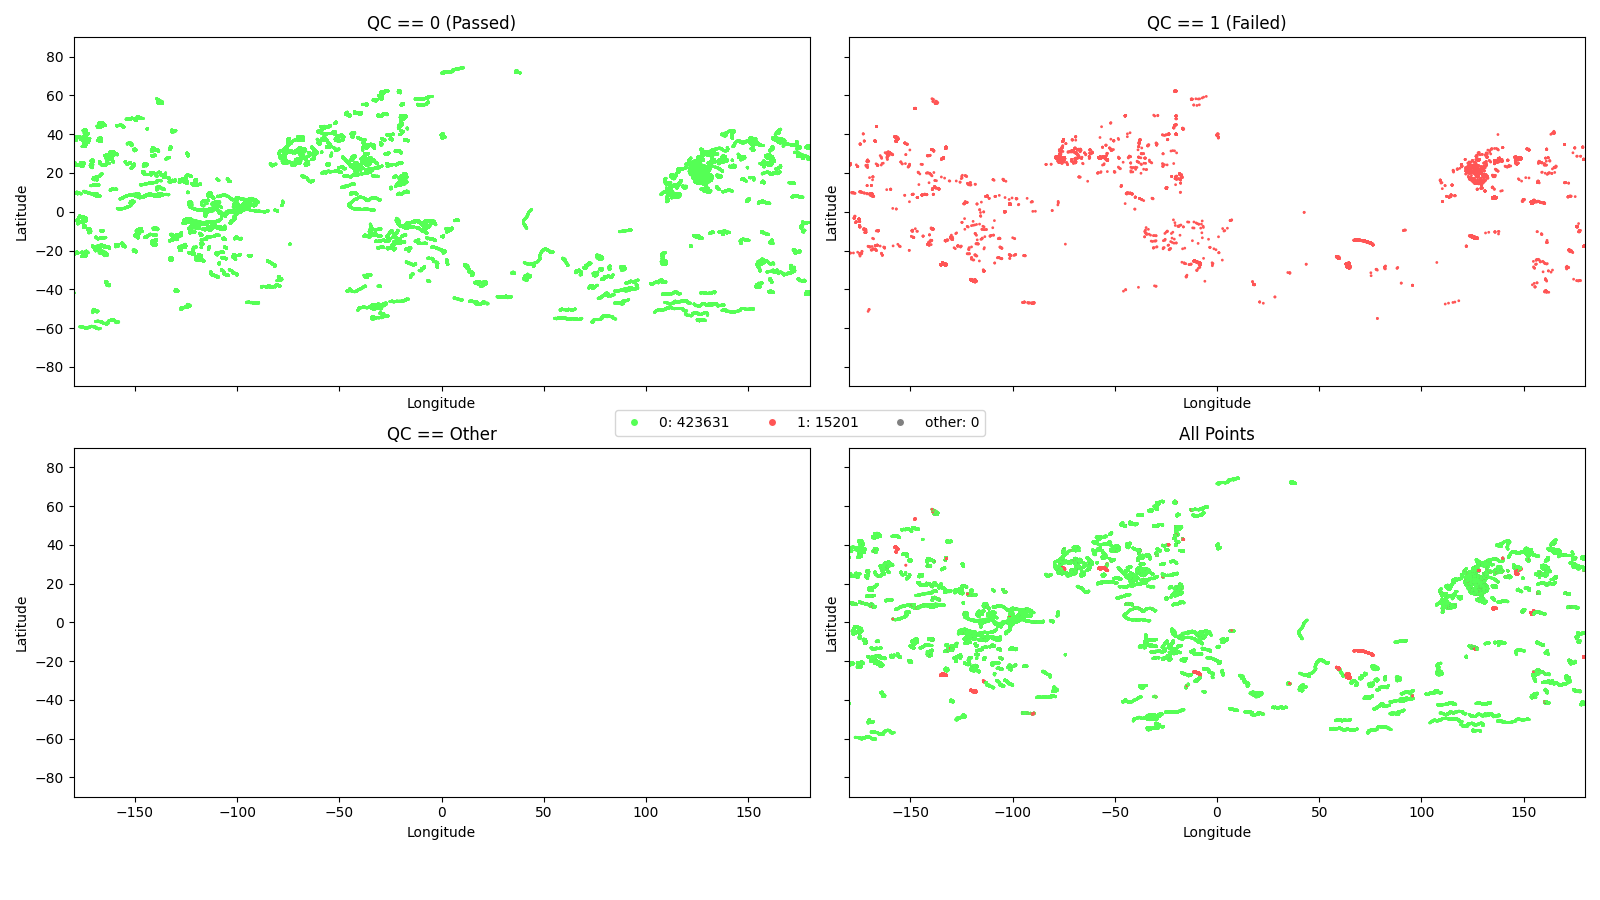 QC == 0 (Passed)
QC == 1 (Failed)
80
60
40
20
0
−20
−40
−60
−80
Latitude
Latitude
Longitude
Longitude
0: 423631 1: 15201 other: 0
QC == Other
All Points
80
60
40
20
0
−20
−40
−60
−80
Latitude
Latitude
−150 −100 −50 0 50 100 150
−150 −100 −50 0 50 100 150
Longitude
Longitude